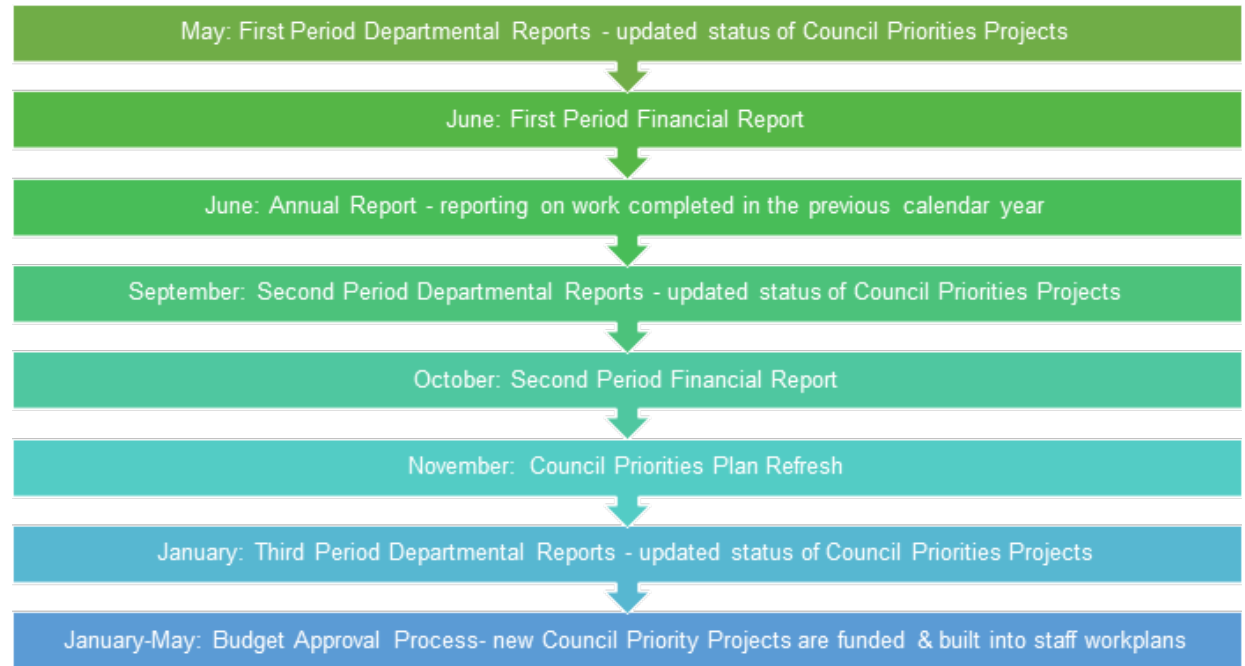 May: First Period Departmental Reports - updated status of Council Priorities Projects
June: First Period Financial Report
June: Annual Report - reporting on work completed in the previous calendar year
September: Second Period Departmental Reports - updated status of Council Priorities Projects
October: Second Period Financial Report
November: Council Priorities Plan Refresh
January: Third Period Departmental Reports - updated status of Council Priorities Projects
January-May: Budget Approval Process- new Council Priority Projects are funded & built into staff workplans